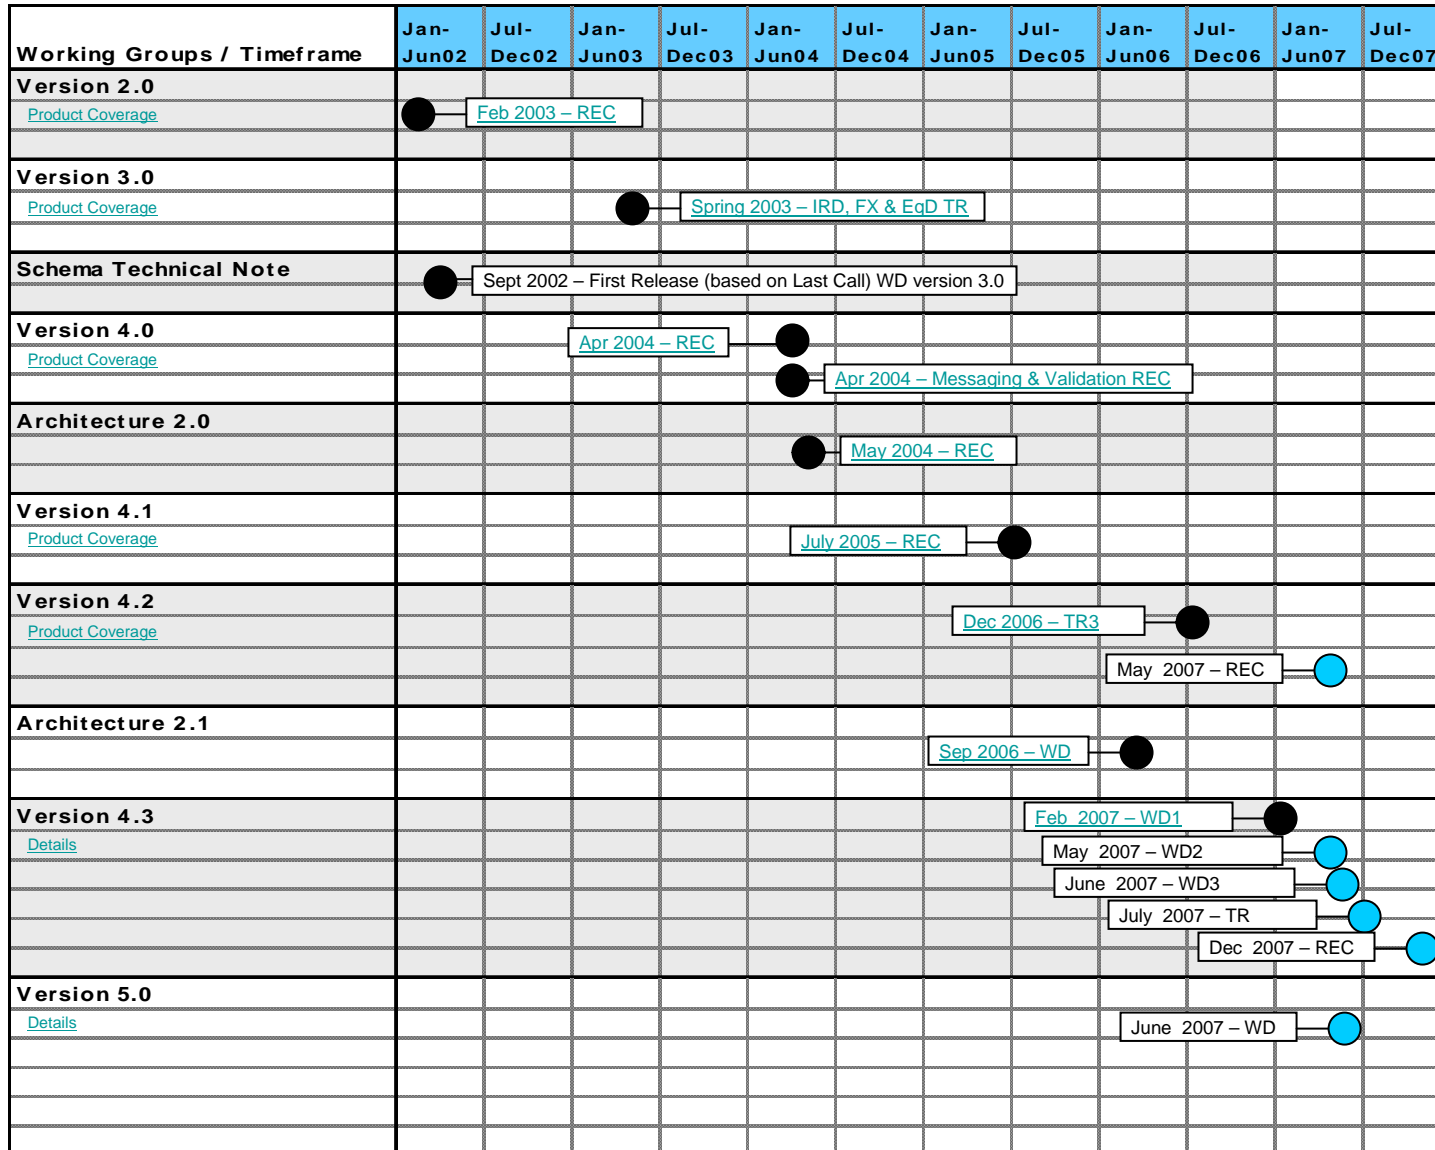 Working Groups / Timeframe
Jan-Jun02
Jul-Dec02
Jan-Jun03
Jul-Dec03
Jan-Jun04
Jul-Dec04
Jan-Jun05
Jul-Dec05
Jan-Jun06
Jul-Dec06
Jan-Jun07
Jul-Dec07
Version 2.0
Product Coverage
Feb 2003 – REC
Version 3.0
Product Coverage
Spring 2003 – IRD, FX & EqD TR
Schema Technical Note
Sept 2002 – First Release (based on Last Call) WD version 3.0
Version 4.0
Apr 2004 – REC
Product Coverage
Apr 2004 – Messaging & Validation REC
Architecture 2.0
May 2004 – REC
Version 4.1
Product Coverage
July 2005 – REC
Version 4.2
Dec 2006 – TR3
Product Coverage
May 2007 – REC
Architecture 2.1
Sep 2006 – WD
Version 4.3
Feb 2007 – WD1
Details
May 2007 – WD2
June 2007 – WD3
July 2007 – TR
Dec 2007 – REC
Version 5.0
Details
June 2007 – WD